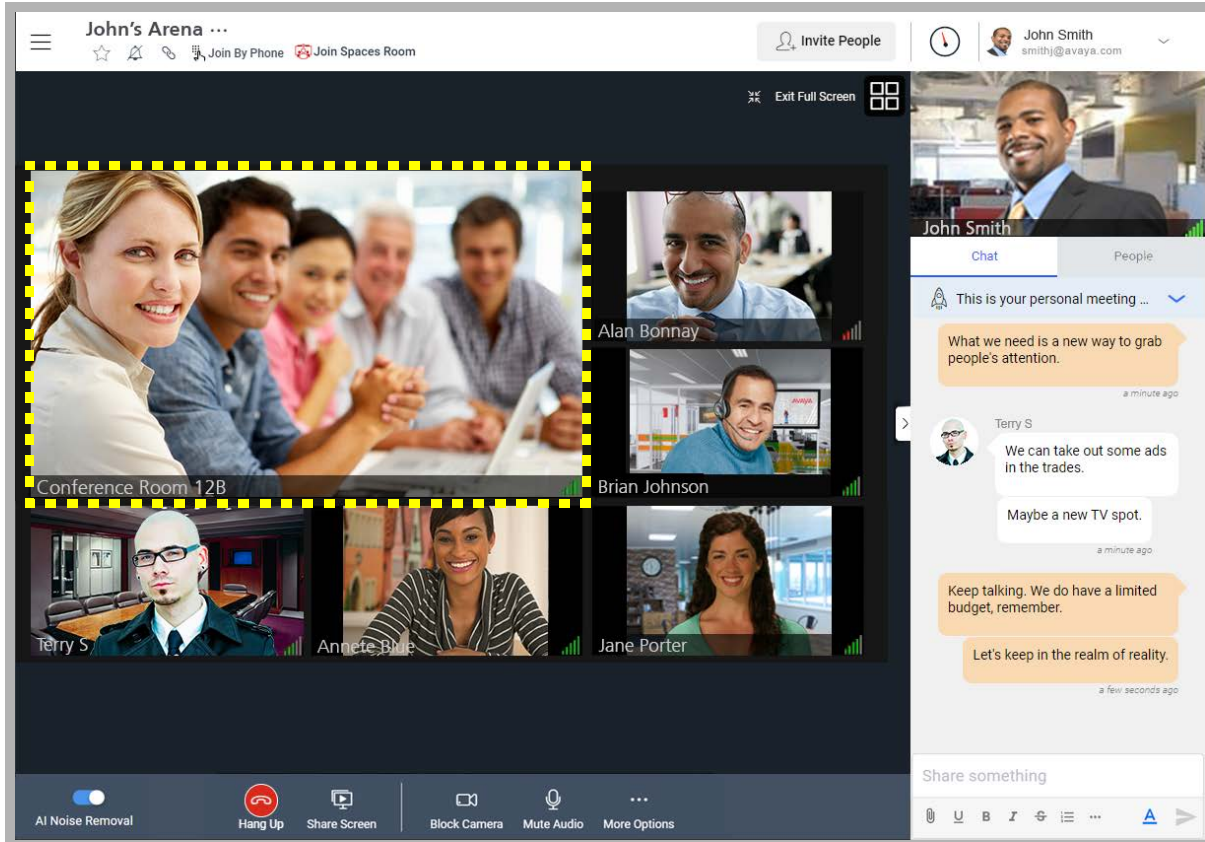 John's Arena ...
Join By Phone
Join Spaces Room
Invite People
John Smith
smithj@avaya.com
Exit Full Screen
Conference Room 12B
Alan Bonnay
AVAYA
Brian Johnson
Terry S
Annete Blue
Jane Porter
John Smith
Chat
People
This is your personal meeting ...
What we need is a new way to grab
people's attention.
a minute ago
Terry S
We can take out some ads
in the trades.
Maybe a new TV spot.
a minute ago
Keep talking. We do have a limited
budget, remember.
Let's keep in the realm of reality.
a few seconds ago
Share something
U B I S ... A
AI Noise Removal
Hang Up
Share Screen
Block Camera
Mute Audio
More Options